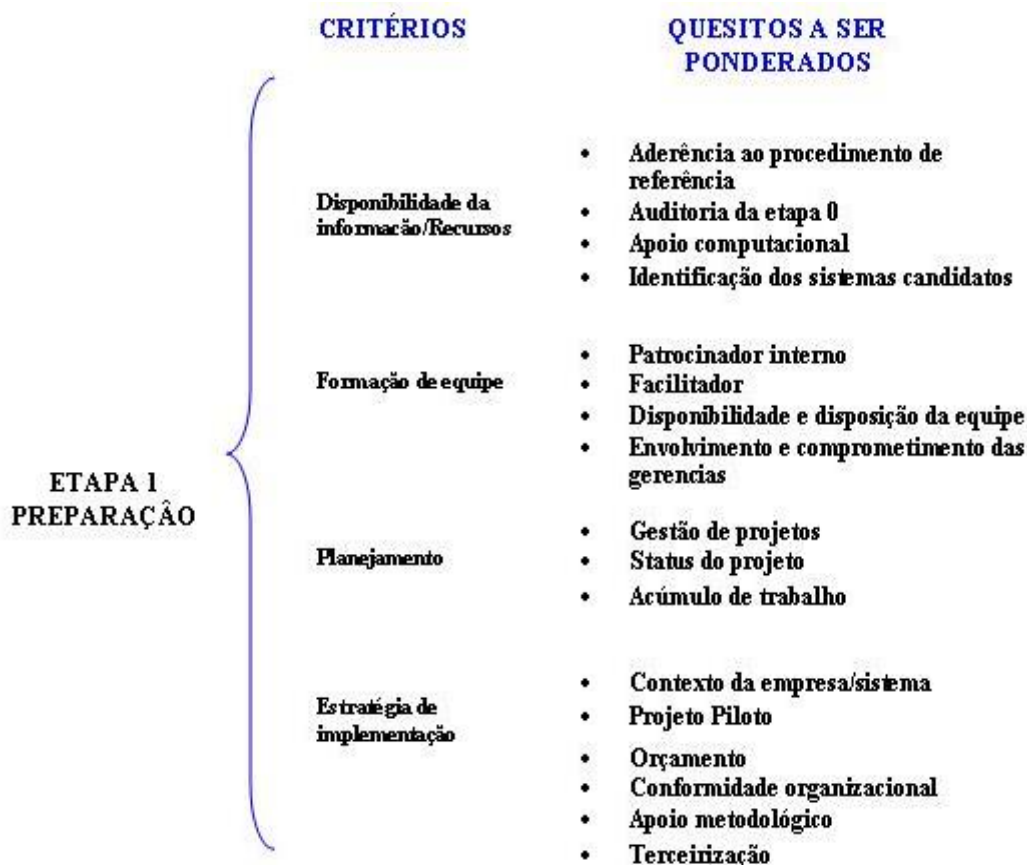 CRITÉRIOS
QUESITOS A SER
PONDERADOS
Disponibilidade da
informacão/Recursos
• Aderência ao procedimento de
referência
• Auditoria da etapa 0
• Apoio computacional
• Identificação dos sistemas candidatos
Formação de equipe
• Patrocinador interno
• Facilitador
• Disponibilidade e disposição da equipe
• Envolvimento e comprometimento das
gerencias
ETAPA 1
PREPARAÇÂO
Planejamento
• Gestão de projetos
• Status do projeto
• Acúmulo de trabalho
Estratégia de
implementação
• Contexto da empresa/sistema
• Projeto Piloto
• Orçamento
• Conformidade organizacional
• Apoio metodológico
• Terceirização